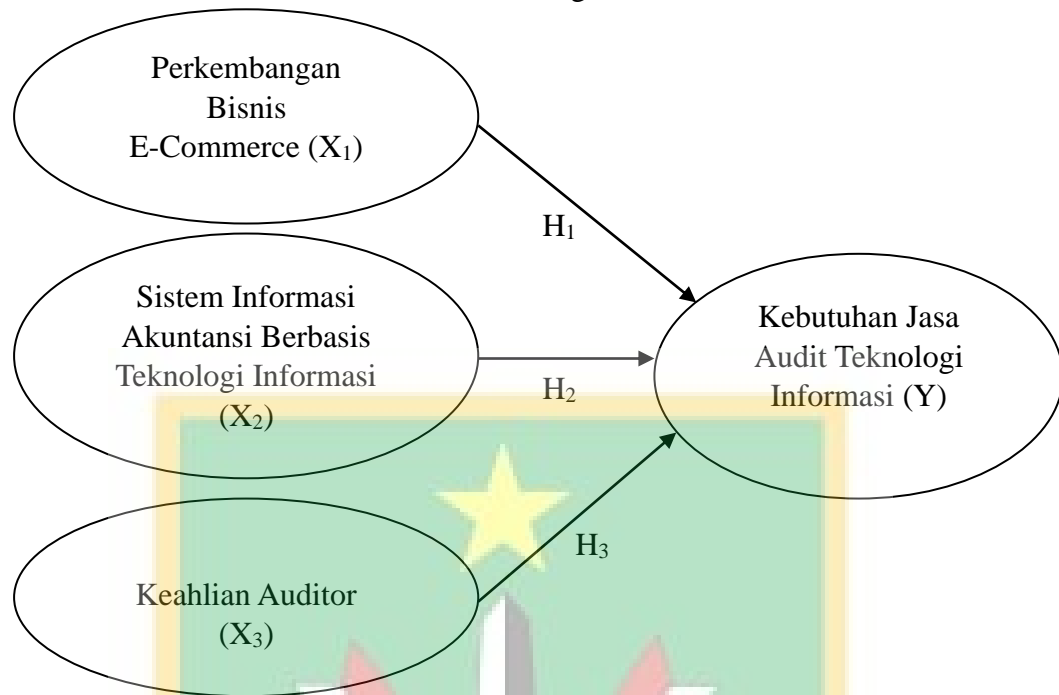 Perkembangan
Bisnis
E-Commerce (X₁)
H₁
Sistem Informasi
Akuntansi Berbasis
Teknologi Informasi
(X₂)
H₂
Kebutuhan Jasa
Audit Teknologi
Informasi (Y)
H₃
Keahlian Auditor
(X₃)